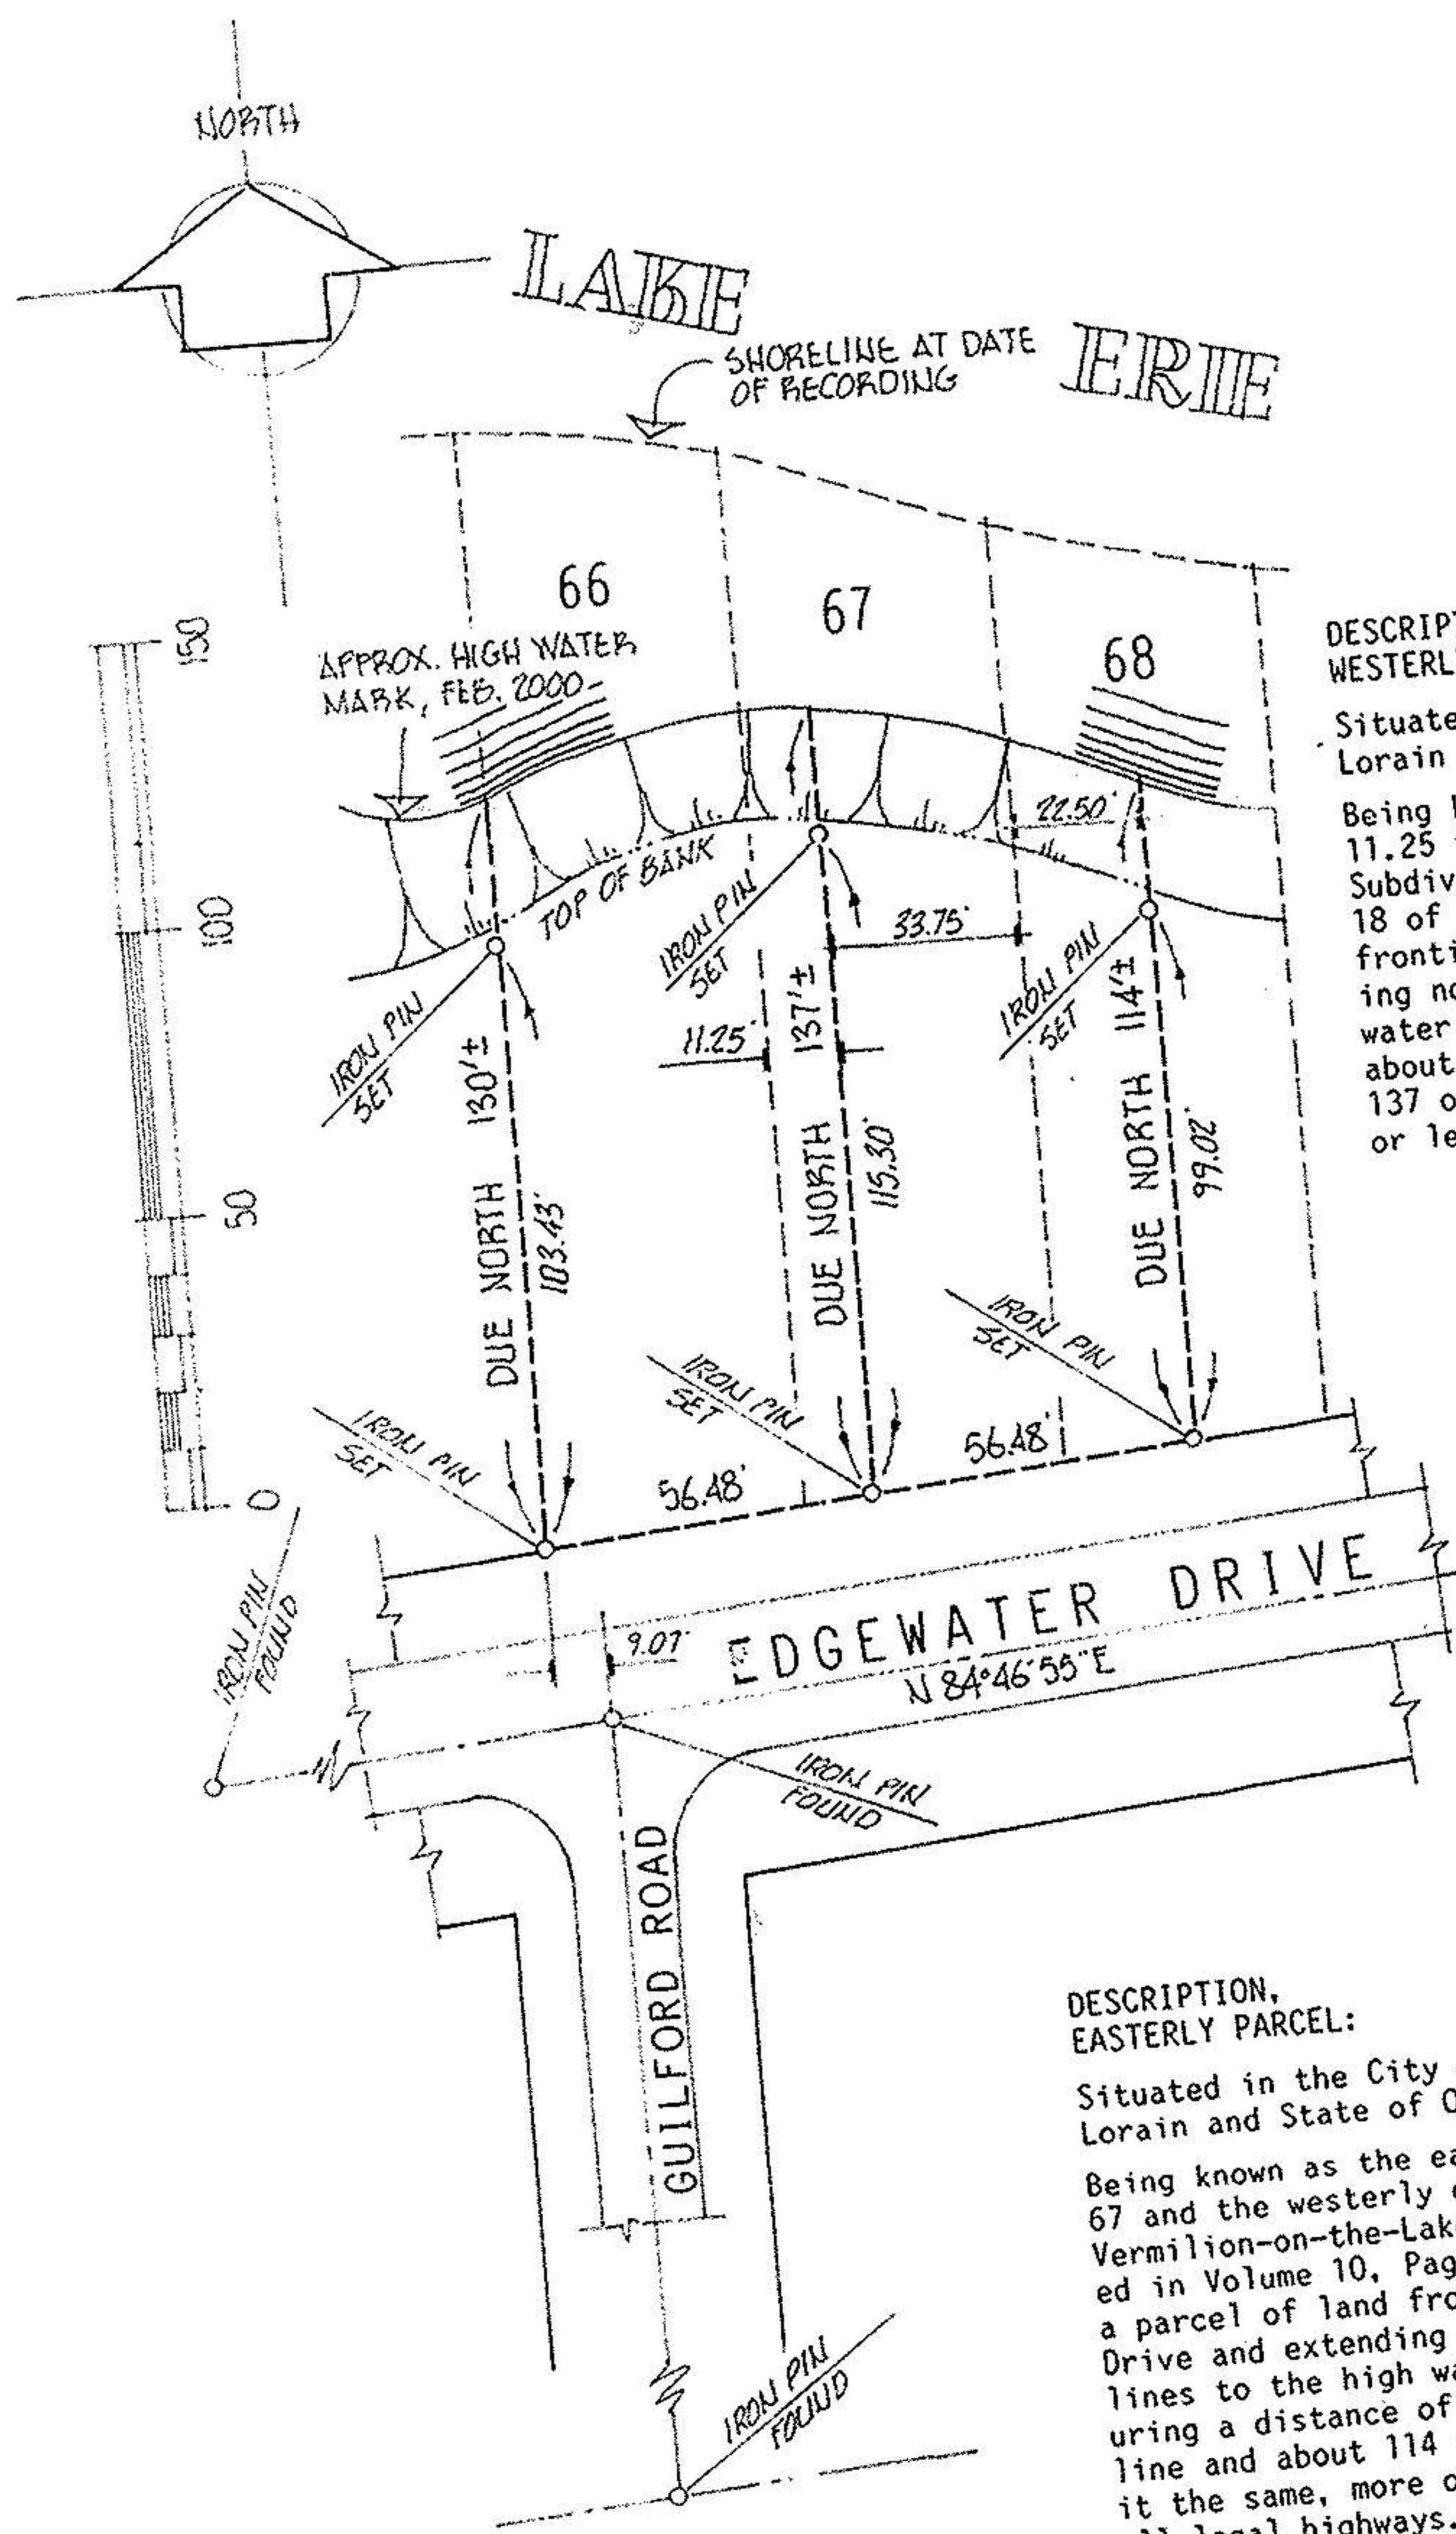 NORTH
LAKE
ERIE
SHORELINE AT DATE
OF RECORDING
66
67
68
APPROX. HIGH WATER
MARK, FEB. 2000
150
100
50
0
TOP OF BANK
22.50'
33.75'
11.25'
IRON PIN
SET
IRON PIN
SET
IRON PIN
SET
DUE NORTH 130'±
103.43'
DUE NORTH 137'±
115.30'
DUE NORTH 114'±
99.02'
IRON PIN
SET
IRON PIN
SET
IRON PIN
SET
56.48'
56.48'
IRON PIN
FOUND
9.07'
EDGEWATER DRIVE
N 84°46'55"E
IRON PIN
FOUND
GUILFORD ROAD
IRON PIN
FOUND
DESCRIPT
WESTERL
Situate
Lorain
Being
11.25
Subdiv
18 of
fronti
ing no
water
about
137 o
or le
DESCRIPTION,
EASTERLY PARCEL:
Situated in the City
Lorain and State of O
Being known as the ea
67 and the westerly
Vermilion-on-the-Lak
ed in Volume 10, Pag
a parcel of land fro
Drive and extending
lines to the high wa
uring a distance of
line and about 114
it the same, more o
legal highways.